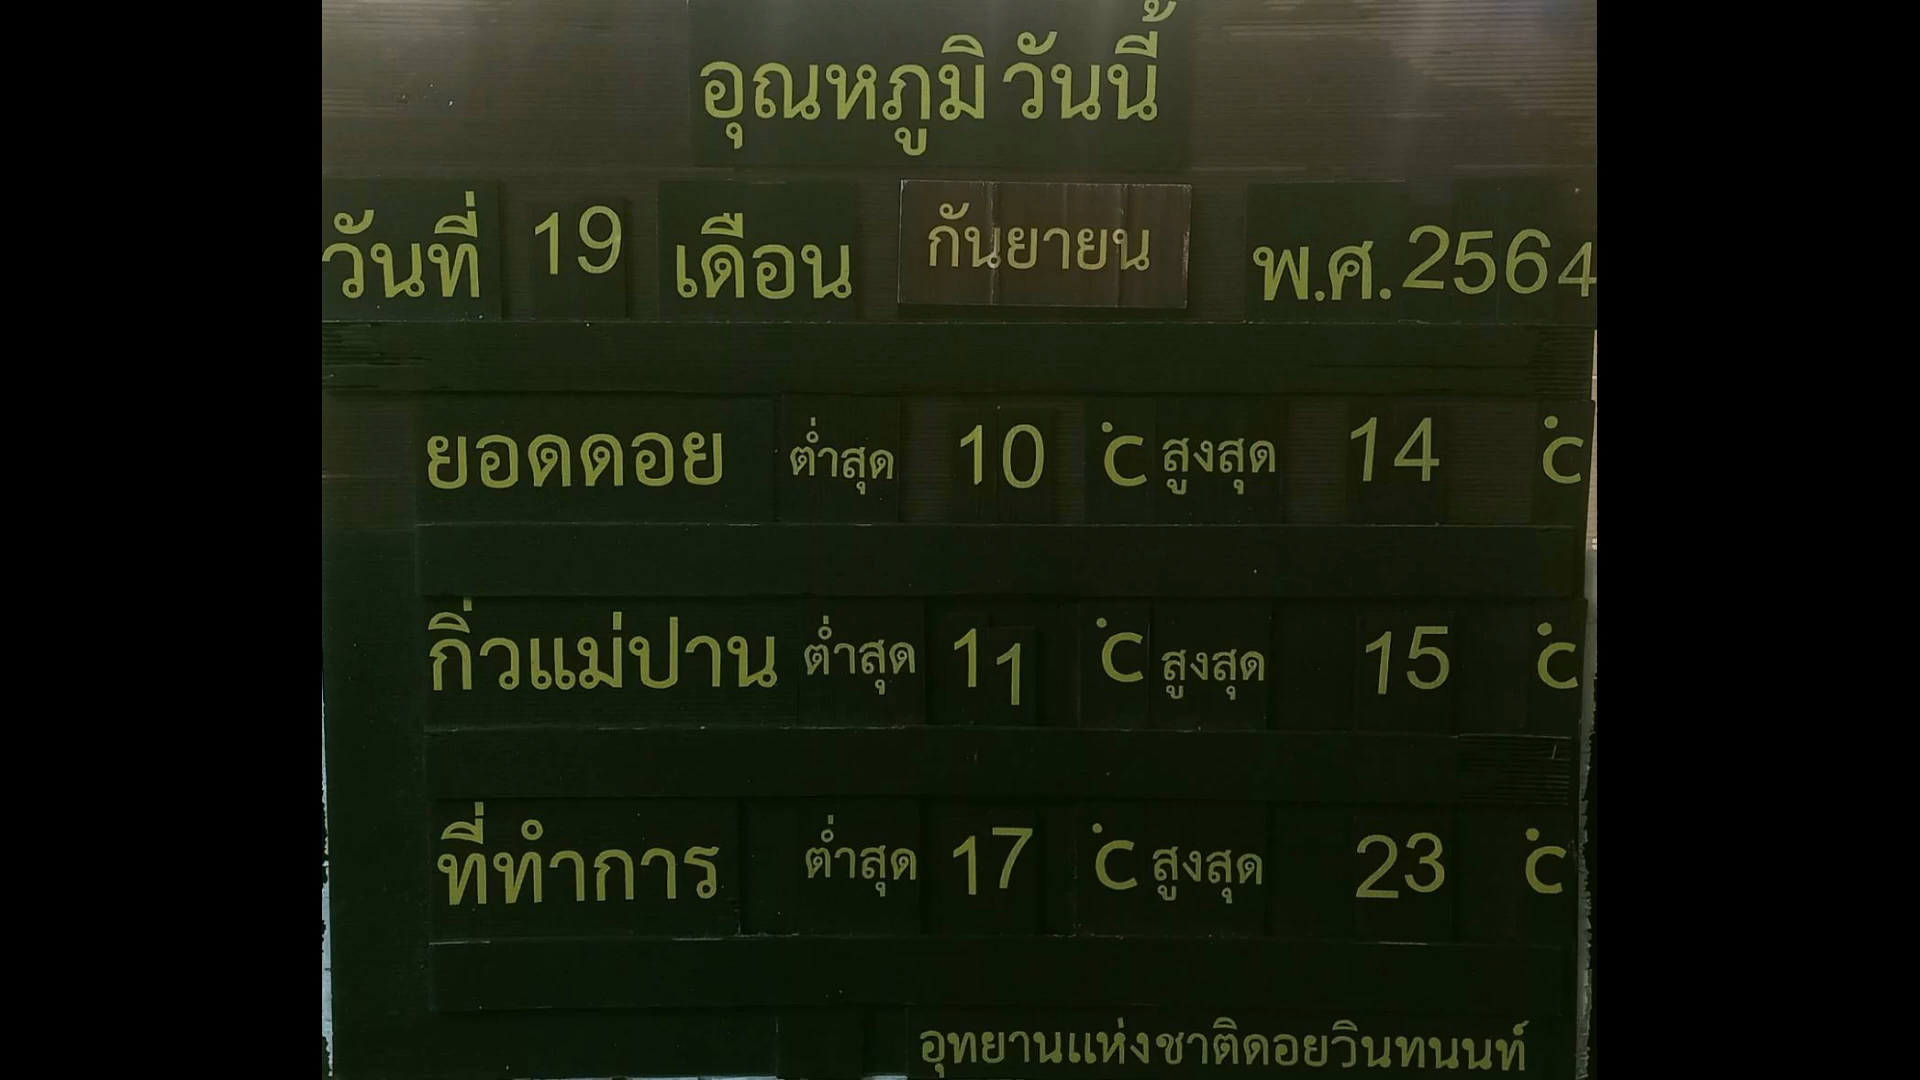 อุณหภูมิวันนี้
วันที่ 19 เดือน กันยายน พ.ศ. 2564
ยอดดอย ต่ำสุด 10 °C สูงสุด 14 °C
กิ่วแม่ปาน ต่ำสุด 11 °C สูงสุด 15 °C
ที่ทำการ ต่ำสุด 17 °C สูงสุด 23 °C
อุทยานแห่งชาติดอยวินทนนท์